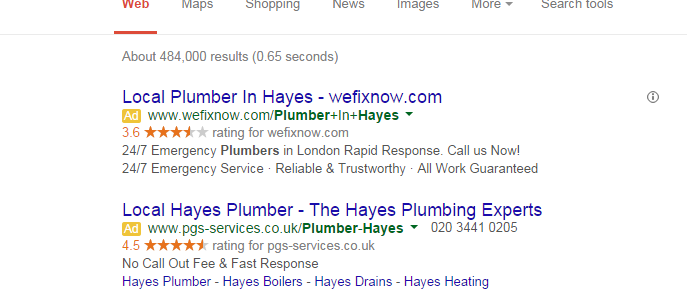 Web Maps Shopping News Images More Search tools
About 484,000 results (0.65 seconds)
Local Plumber In Hayes - wefixnow.com
Ad www.wefixnow.com/Plumber+In+Hayes
3.6 rating for wefixnow.com
24/7 Emergency Plumbers in London Rapid Response. Call us Now!
24/7 Emergency Service · Reliable & Trustworthy · All Work Guaranteed
Local Hayes Plumber - The Hayes Plumbing Experts
Ad www.pgs-services.co.uk/Plumber-Hayes 020 3441 0205
4.5 rating for pgs-services.co.uk
No Call Out Fee & Fast Response
Hayes Plumber - Hayes Boilers - Hayes Drains - Hayes Heating